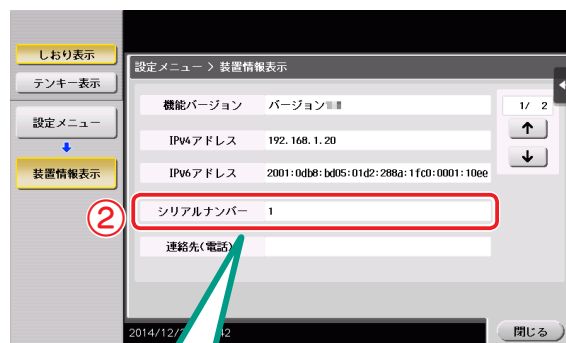 しおり表示
テンキー表示
設定メニュー
装置情報表示
設定メニュー > 装置情報表示
機能バージョン バージョン
1/ 2
IPv4アドレス 192.168.1.20
IPv6アドレス 2001:0db8:bd05:01d2:288a:1fc0:0001:10ee
② シリアルナンバー 1
連絡先(電話)
2014/12/
42
閉じる